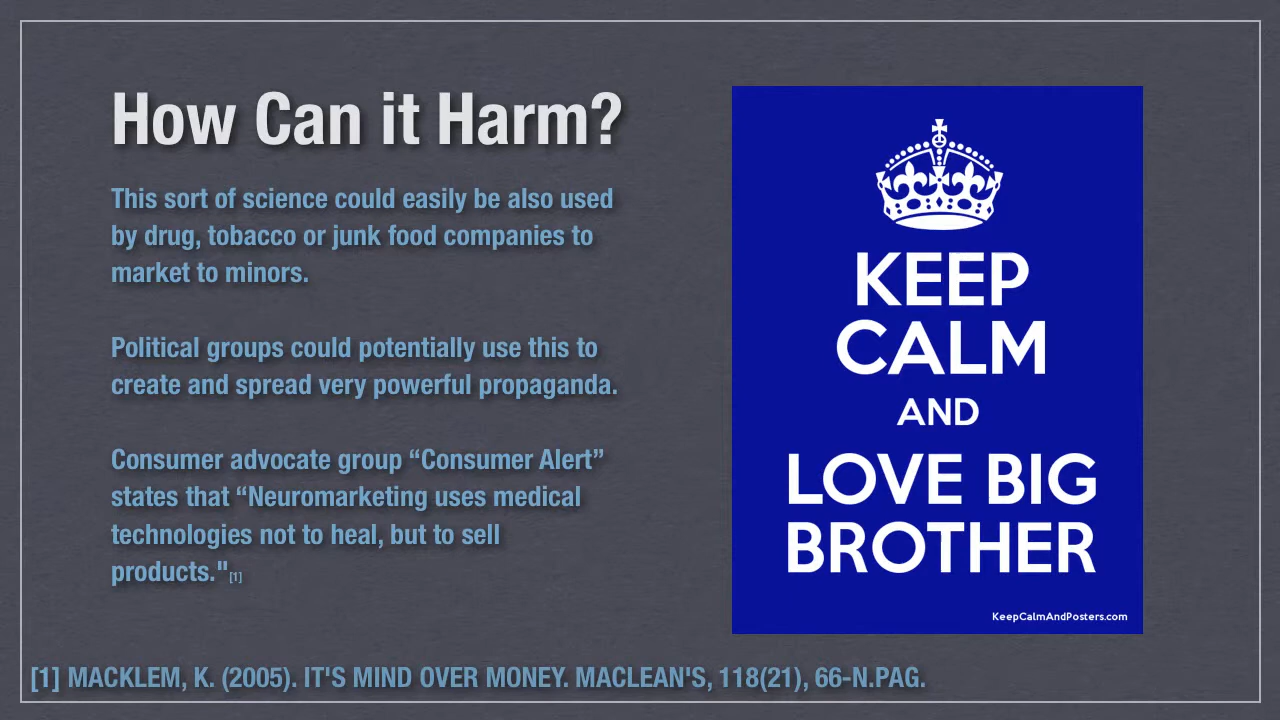 How Can it Harm?
This sort of science could easily be also used
by drug, tobacco or junk food companies to
market to minors.
Political groups could potentially use this to
create and spread very powerful propaganda.
Consumer advocate group “Consumer Alert”
states that “Neuromarketing uses medical
technologies not to heal, but to sell
products."[1]
KEEP
CALM
AND
LOVE BIG
BROTHER
KeepCalmAndPosters.com
[1] MACKLEM, K. (2005). IT'S MIND OVER MONEY. MACLEAN'S, 118(21), 66-N.PAG.